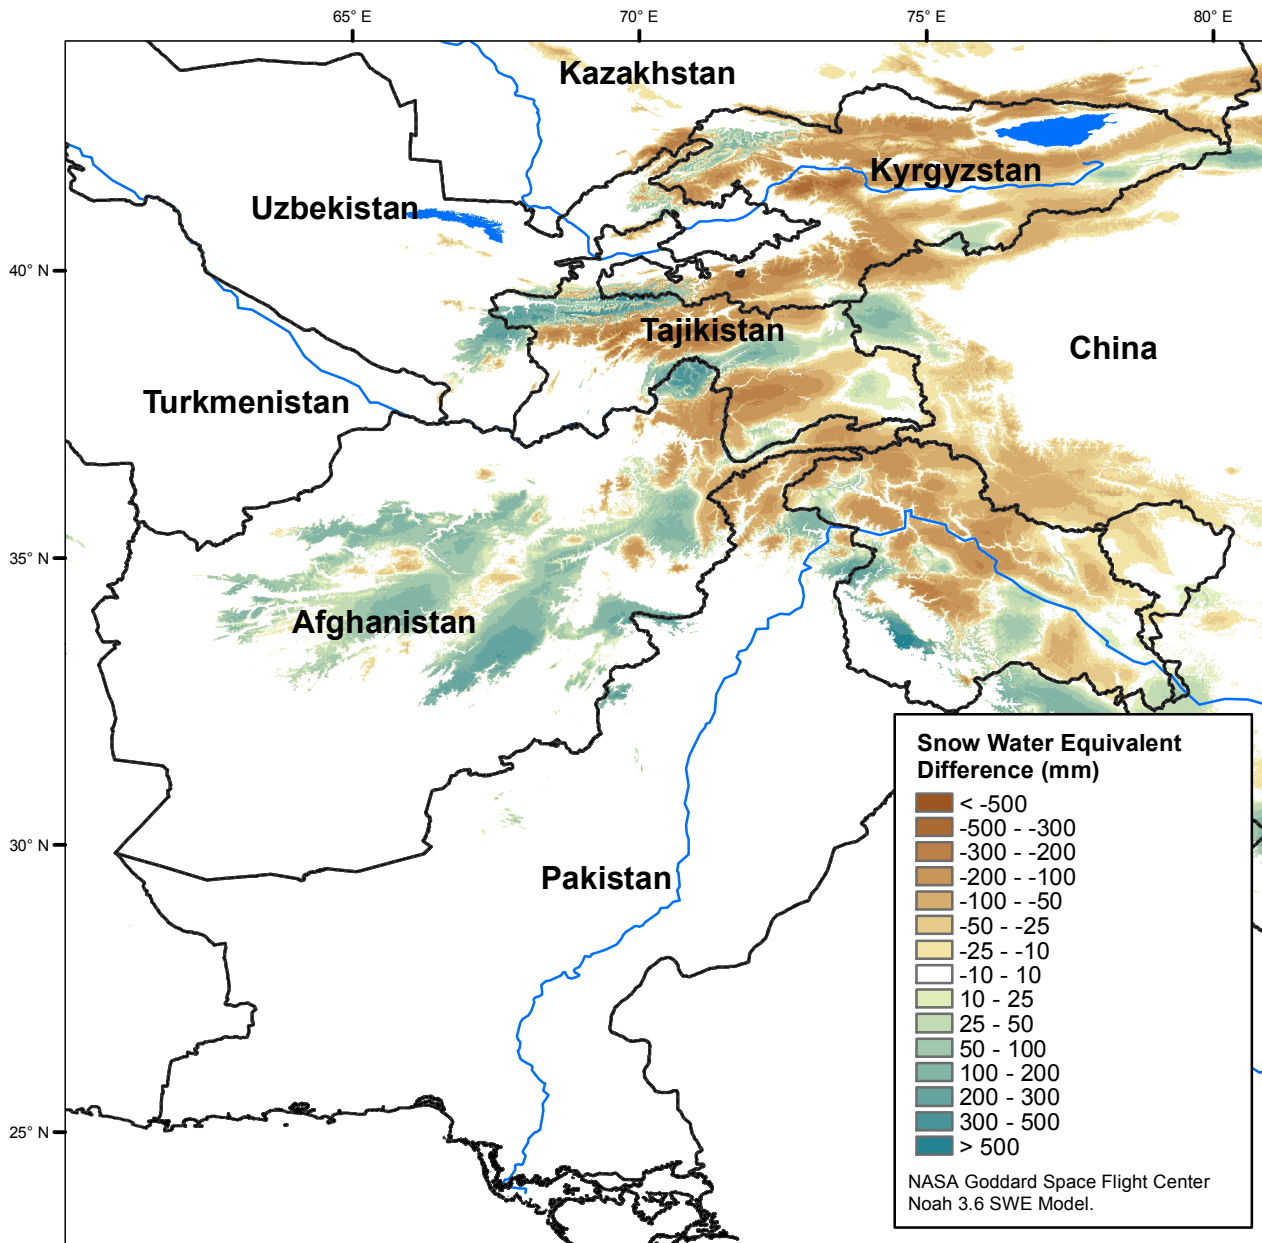 65° E
70° E
75° E
80° E
Kazakhstan
Kyrgyzstan
Uzbekistan
40° N
Tajikistan
China
Turkmenistan
35° N
Afghanistan
Snow Water Equivalent
Difference (mm)
< -500
-500 - -300
-300 - -200
-200 - -100
-100 - -50
-50 - -25
-25 - -10
-10 - 10
10 - 25
25 - 50
50 - 100
100 - 200
200 - 300
300 - 500
> 500
30° N
Pakistan
25° N
NASA Goddard Space Flight Center
Noah 3.6 SWE Model.